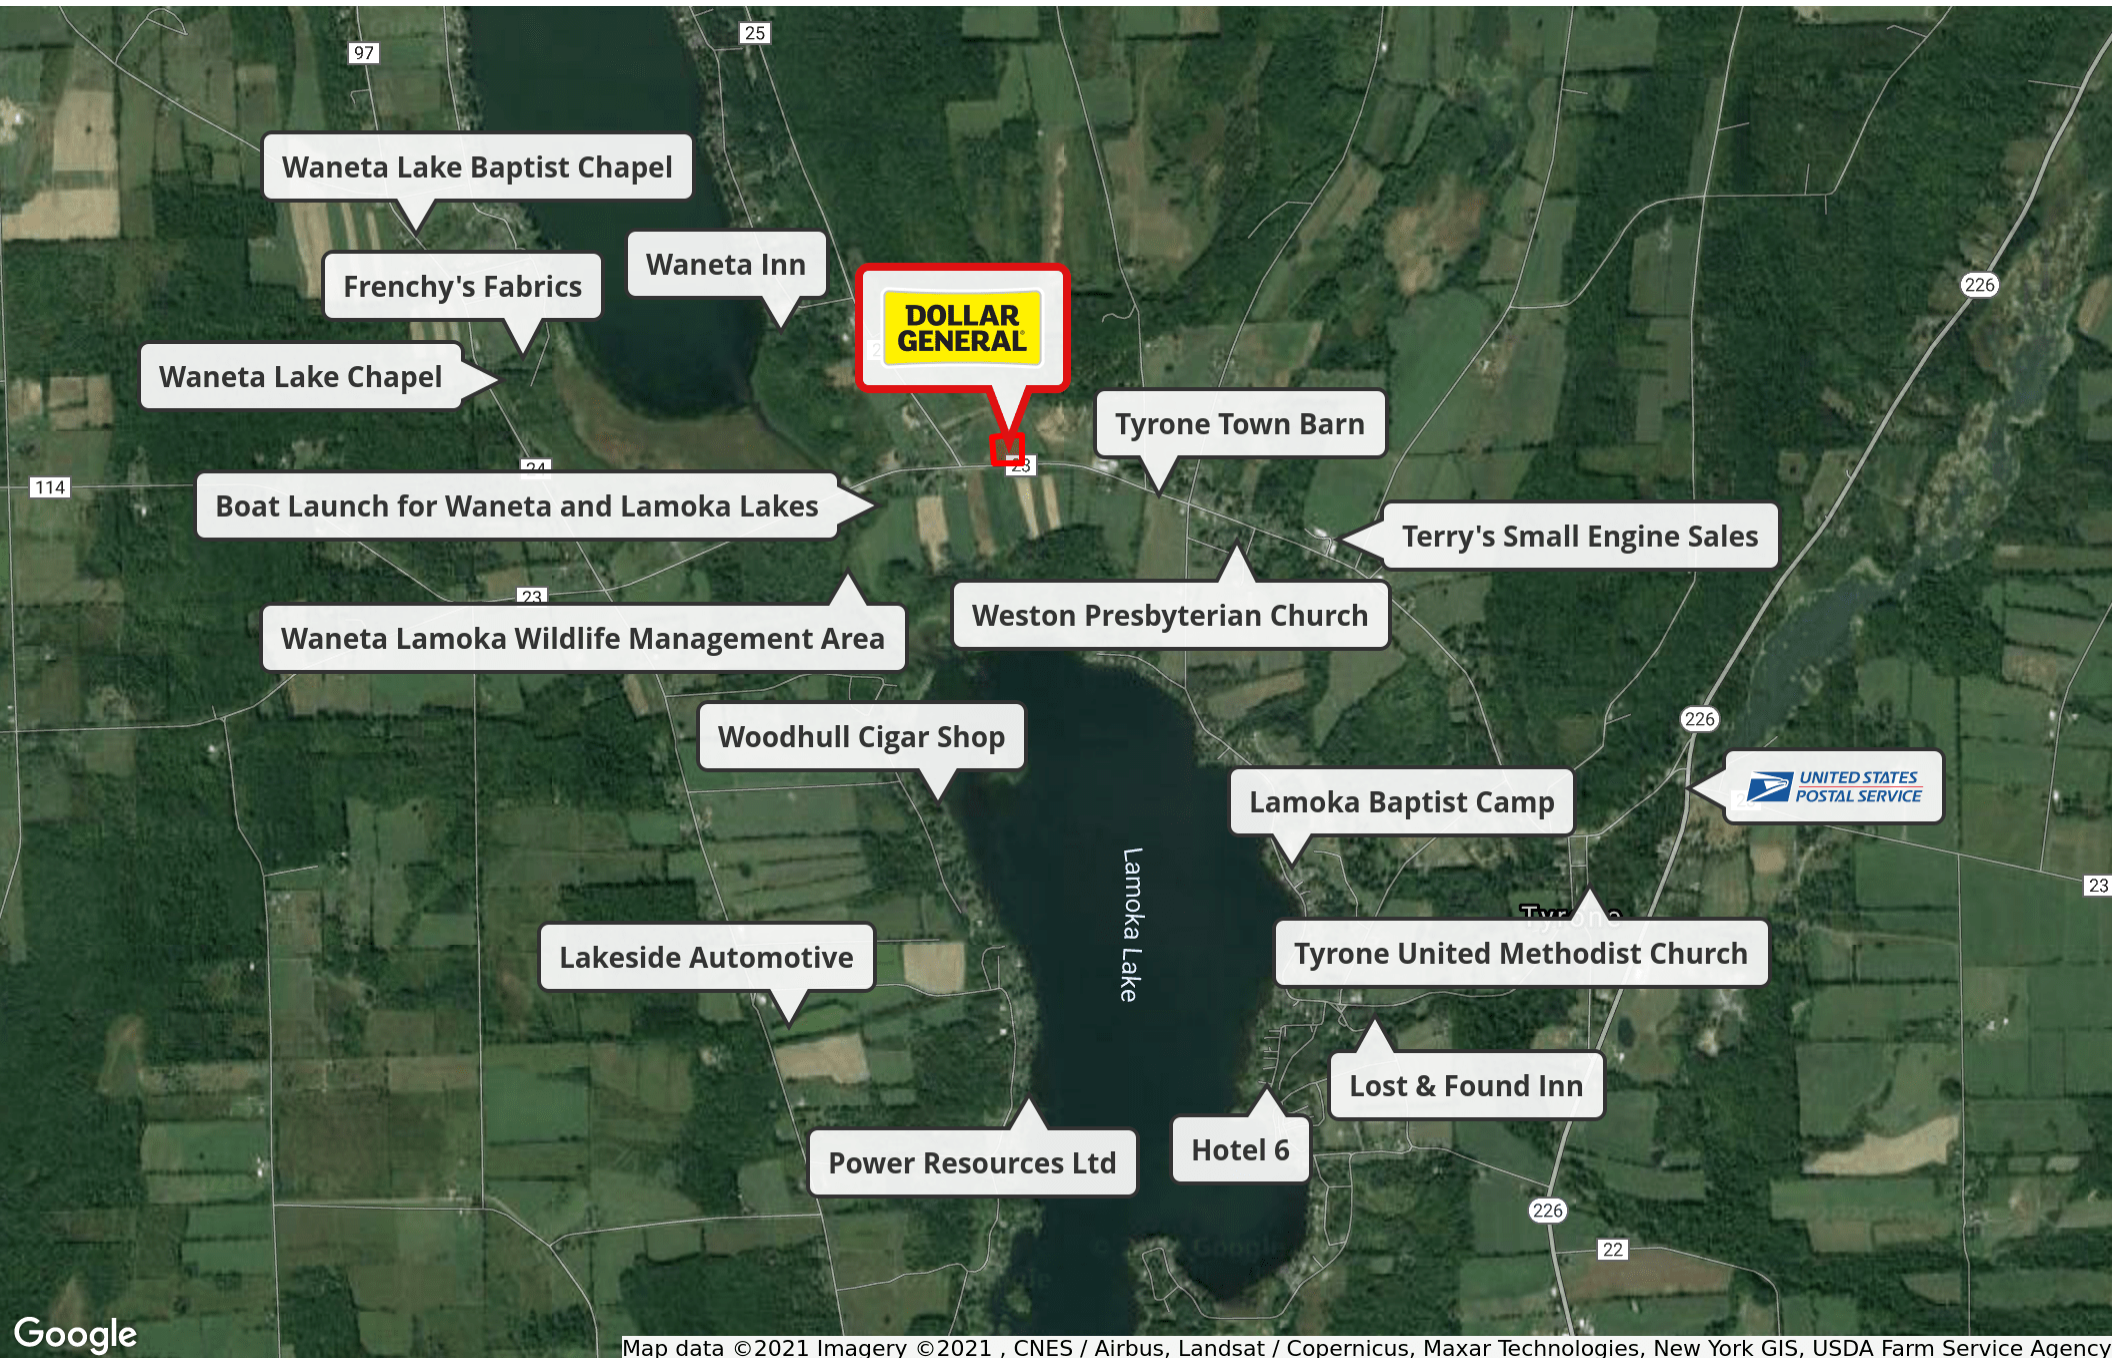 25
97
Waneta Lake Baptist Chapel
Waneta Inn
Frenchy's Fabrics
226
DOLLAR
GENERAL
Waneta Lake Chapel
Tyrone Town Barn
24
23
114
Boat Launch for Waneta and Lamoka Lakes
Terry's Small Engine Sales
23
Weston Presbyterian Church
Waneta Lamoka Wildlife Management Area
226
Woodhull Cigar Shop
UNITED STATES
POSTAL SERVICE
Lamoka Baptist Camp
23
Lamoka Lake
Tyrone
Tyrone United Methodist Church
Lakeside Automotive
Lost & Found Inn
Hotel 6
Power Resources Ltd
226
22
Google
Google
Map data ©2021 Imagery ©2021 , CNES / Airbus, Landsat / Copernicus, Maxar Technologies, New York GIS, USDA Farm Service Agency